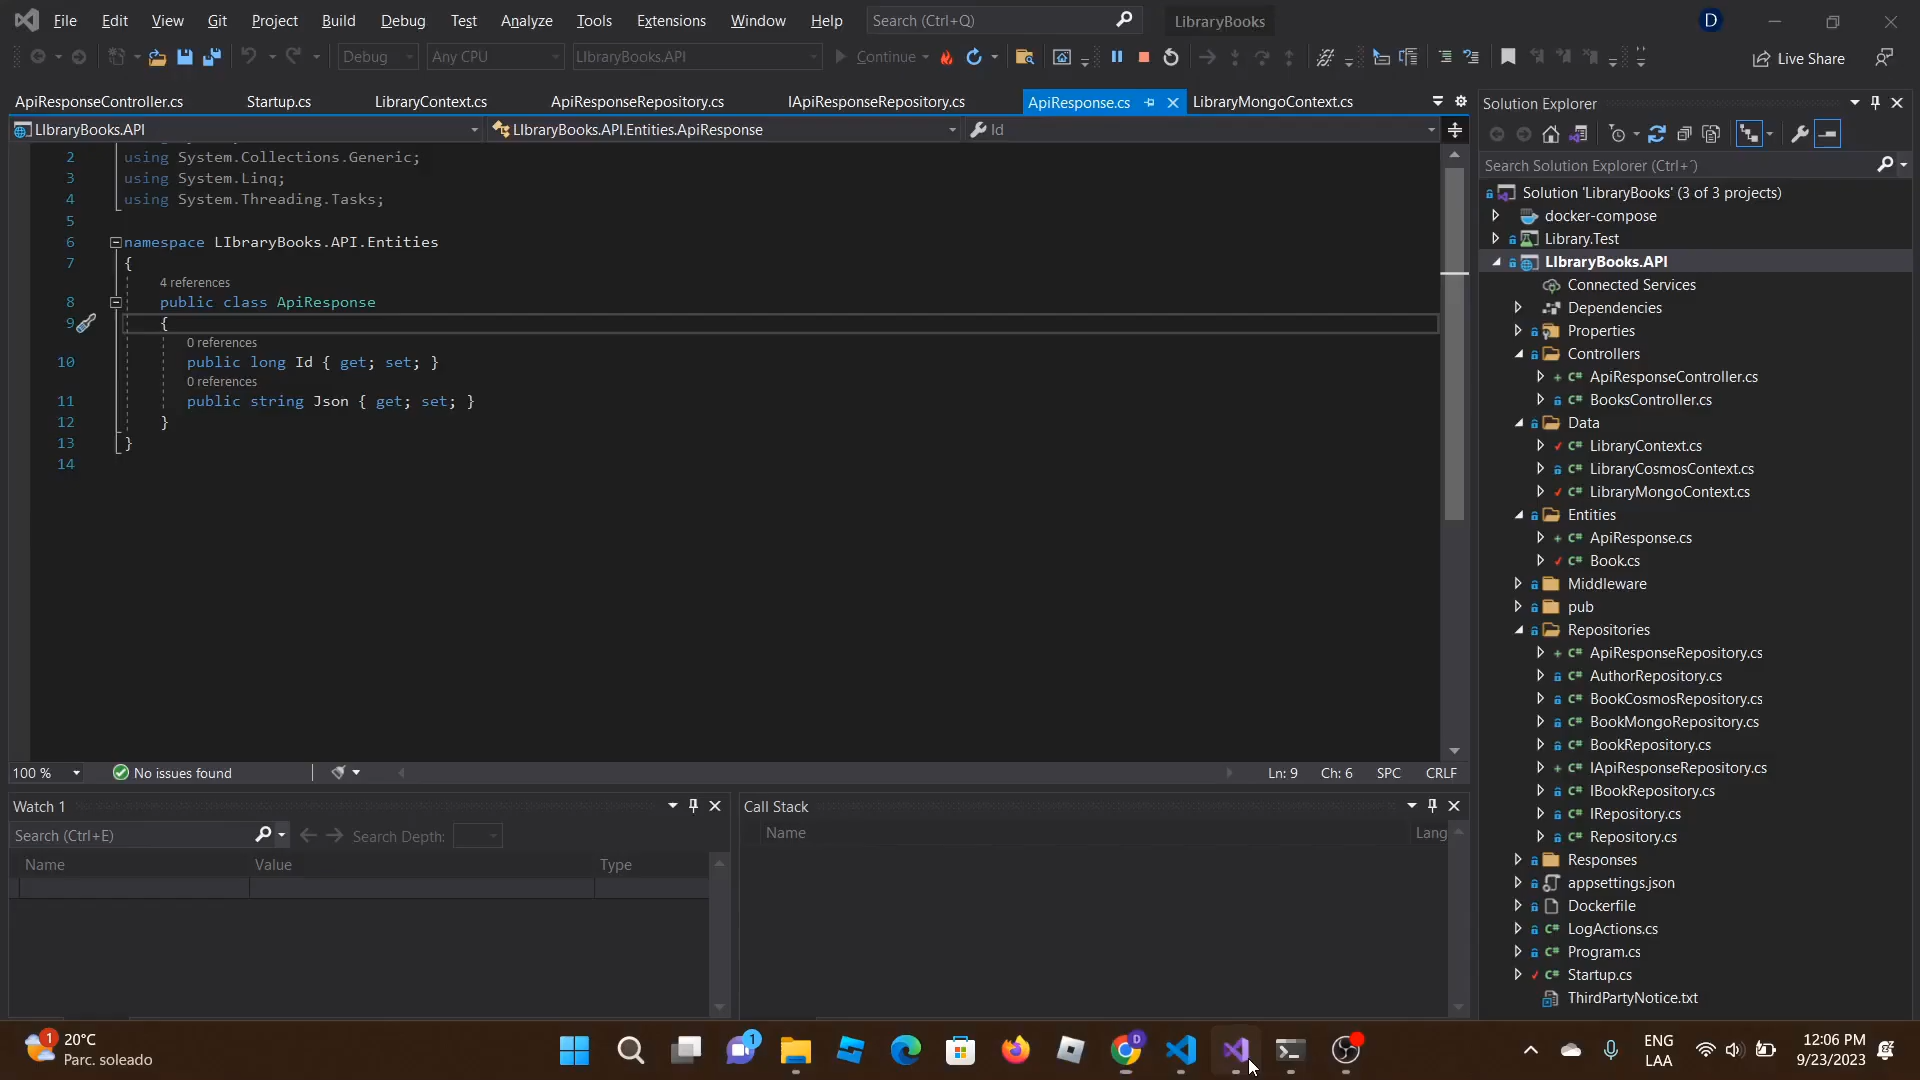 File Edit View Git Project Build Debug Test Analyze Tools Extensions Window Help Search (Ctrl+Q) LibraryBooks D
Debug Any CPU LIbraryBooks.API Continue Live Share
ApiResponseController.cs Startup.cs LibraryContext.cs ApiResponseRepository.cs IApiResponseRepository.cs ApiResponse.cs LibraryMongoContext.cs
LIbraryBooks.API LIbraryBooks.API.Entities.ApiResponse Id
2 using System.Collections.Generic;
3 using System.Linq;
4 using System.Threading.Tasks;
5
6 namespace LIbraryBooks.API.Entities
7 {
4 references
8 public class ApiResponse
9 {
0 references
10 public long Id { get; set; }
0 references
11 public string Json { get; set; }
12 }
13 }
14
100 % No issues found Ln: 9 Ch: 6 SPC CRLF
Watch 1
Search (Ctrl+E) Search Depth:
Name Value Type
Call Stack
Name Lang
Solution Explorer
Search Solution Explorer (Ctrl+´)
Solution 'LibraryBooks' (3 of 3 projects)
docker-compose
Library.Test
LIbraryBooks.API
Connected Services
Dependencies
Properties
Controllers
C# ApiResponseController.cs
C# BooksController.cs
Data
C# LibraryContext.cs
C# LibraryCosmosContext.cs
C# LibraryMongoContext.cs
Entities
C# ApiResponse.cs
C# Book.cs
Middleware
pub
Repositories
C# ApiResponseRepository.cs
C# AuthorRepository.cs
C# BookCosmosRepository.cs
C# BookMongoRepository.cs
C# BookRepository.cs
C# IApiResponseRepository.cs
C# IBookRepository.cs
C# IRepository.cs
C# Repository.cs
Responses
appsettings.json
Dockerfile
C# LogActions.cs
C# Program.cs
C# Startup.cs
ThirdPartyNotice.txt
1 20°C
Parc. soleado
1 D
ENG
LAA
12:06 PM
9/23/2023